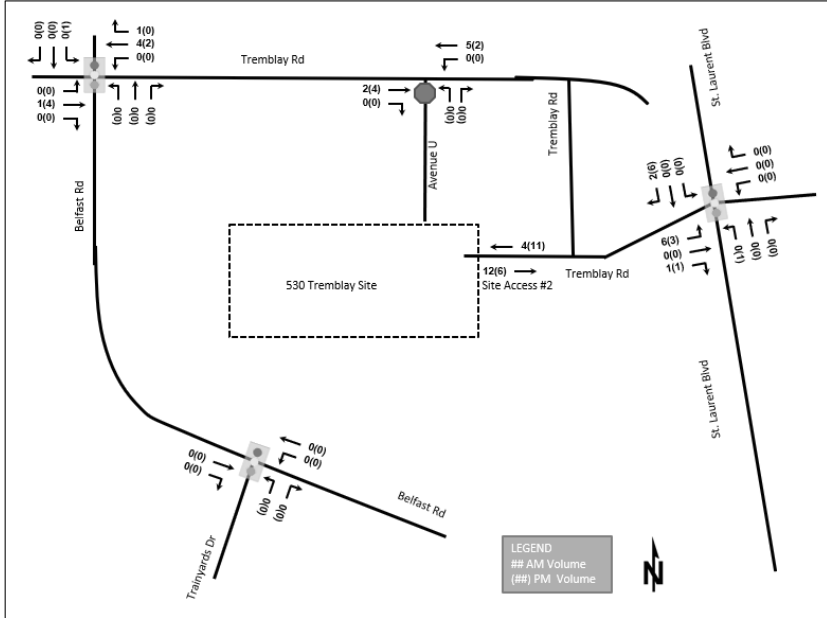 0(0)
0(0)
0(1)
1(0)
4(2)
0(0)
Tremblay Rd
5(2)
0(0)
St. Laurent Blvd
0(0)
1(4)
0(0)
0(0)
0(0)
0(0)
2(4)
0(0)
0(0)
0(0)
Tremblay Rd
Avenue U
Belfast Rd
2(6)
0(0)
0(0)
0(0)
0(0)
0(0)
6(3)
0(0)
1(1)
0(1)
0(0)
0(0)
4(11)
12(6)
Tremblay Rd
530 Tremblay Site
Site Access #2
St. Laurent Blvd
0(0)
0(0)
0(0)
0(0)
0(0)
0(0)
Belfast Rd
Trainyards Dr
LEGEND
## AM Volume
(##) PM Volume
N